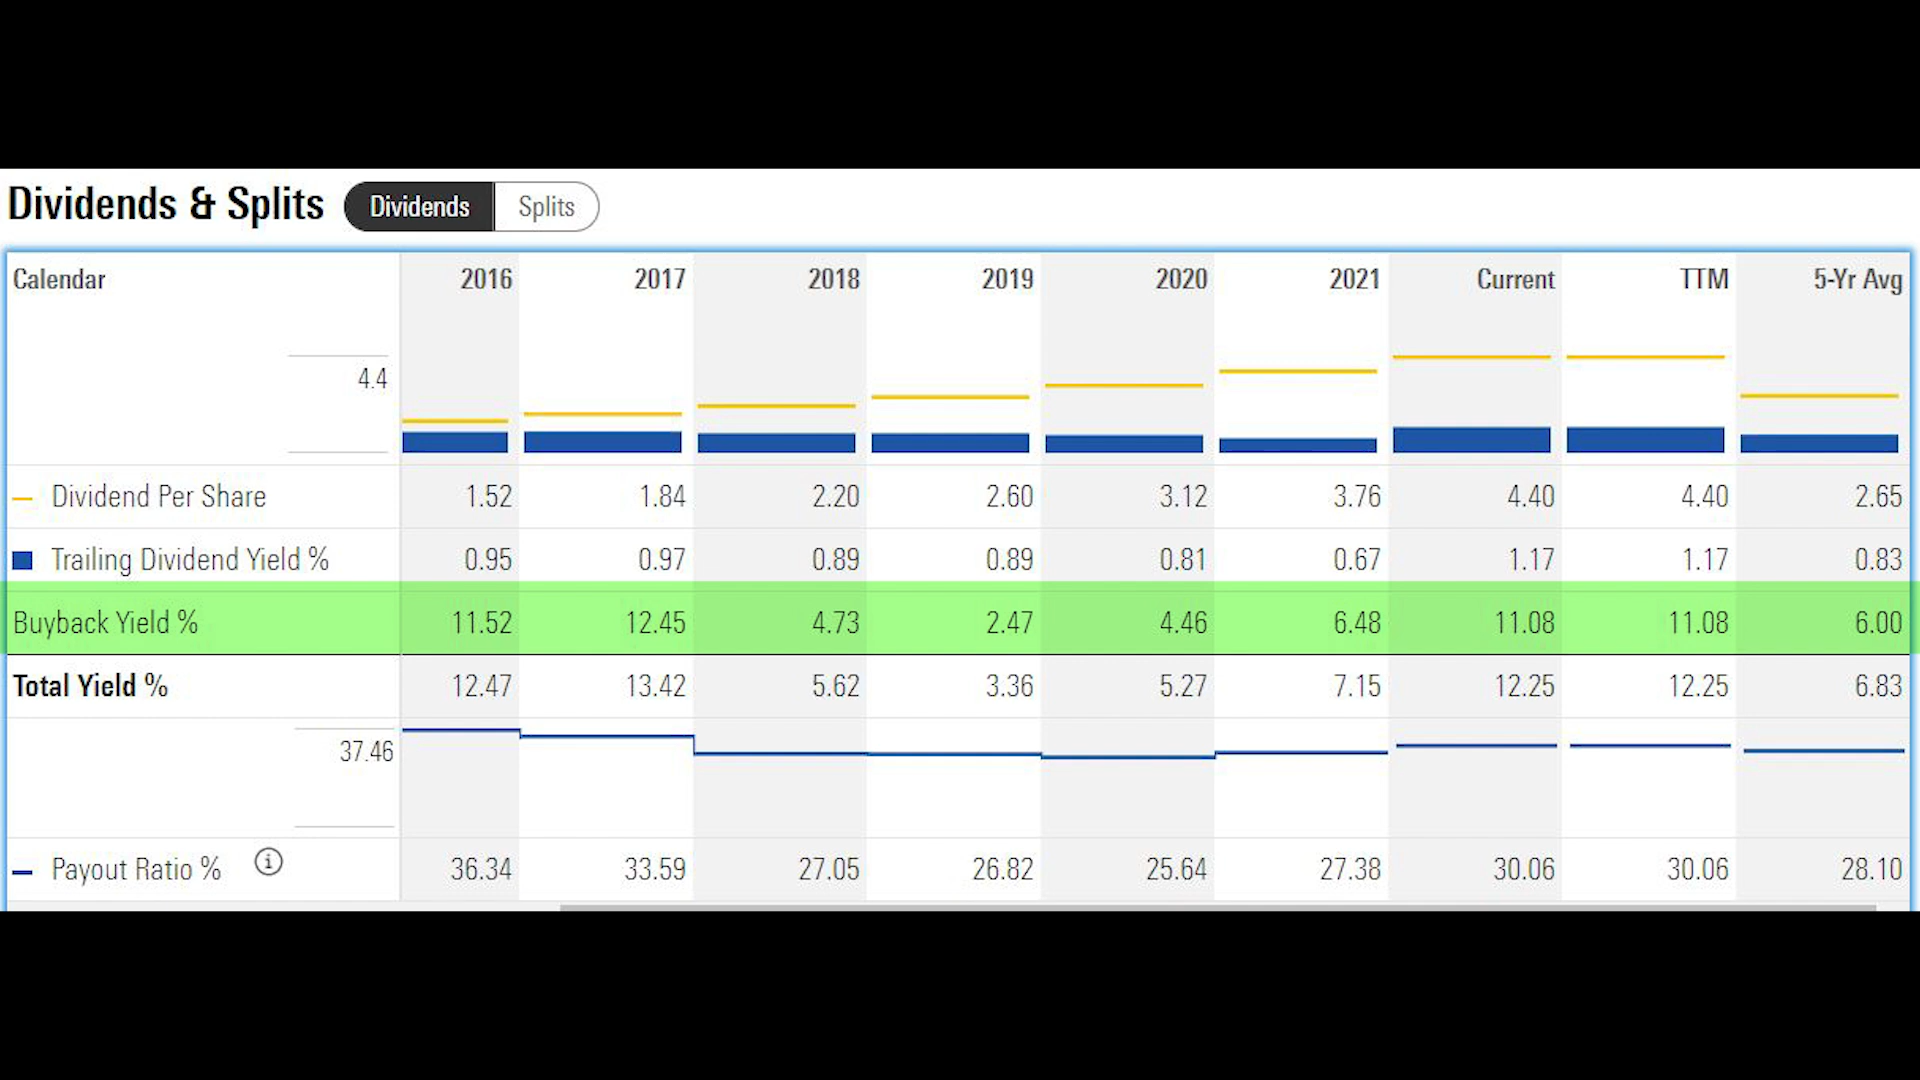 Dividends & Splits Dividends Splits
Calendar 2016 2017 2018 2019 2020 2021 Current TTM 5-Yr Avg
4.4
Dividend Per Share 1.52 1.84 2.20 2.60 3.12 3.76 4.40 4.40 2.65
Trailing Dividend Yield % 0.95 0.97 0.89 0.89 0.81 0.67 1.17 1.17 0.83
Buyback Yield % 11.52 12.45 4.73 2.47 4.46 6.48 11.08 11.08 6.00
Total Yield % 12.47 13.42 5.62 3.36 5.27 7.15 12.25 12.25 6.83
37.46
Payout Ratio % i 36.34 33.59 27.05 26.82 25.64 27.38 30.06 30.06 28.10